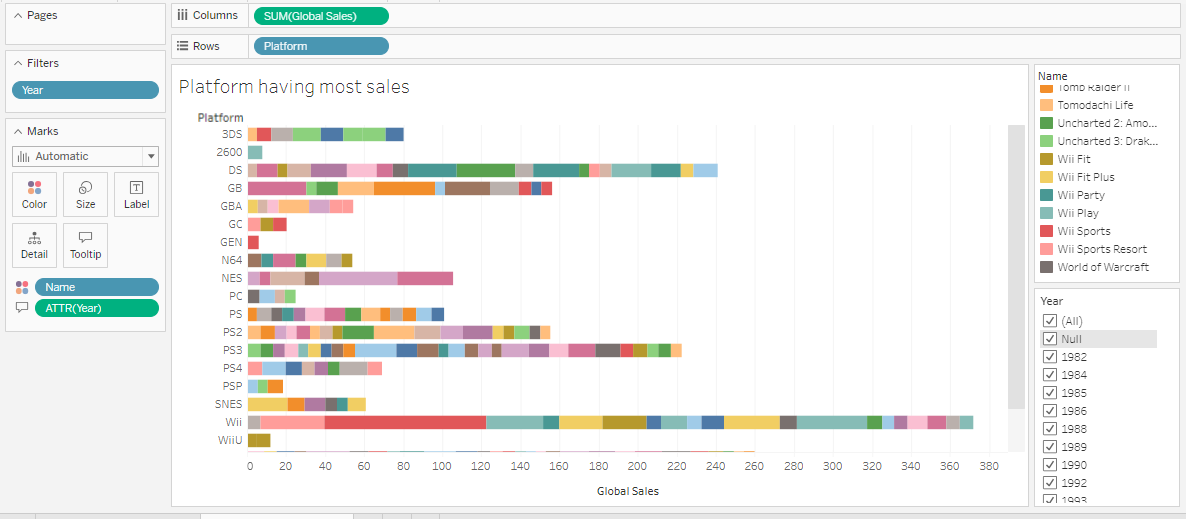 Pages
Columns
SUM(Global Sales)
Rows
Platform
Filters
Year
Marks
Automatic
Color
Size
Label
Detail
Tooltip
Name
ATTR(Year)
Platform having most sales
Platform
3DS
2600
DS
GB
GBA
GC
GEN
N64
NES
PC
PS
PS2
PS3
PS4
PSP
SNES
Wii
WiiU
0 20 40 60 80 100 120 140 160 180 200 220 240 260 280 300 320 340 360 380
Global Sales
Name
Tomb Raider II
Tomodachi Life
Uncharted 2: Amo...
Uncharted 3: Drak...
Wii Fit
Wii Fit Plus
Wii Party
Wii Play
Wii Sports
Wii Sports Resort
World of Warcraft
Year
(All)
Null
1982
1984
1985
1986
1988
1989
1990
1992
1993